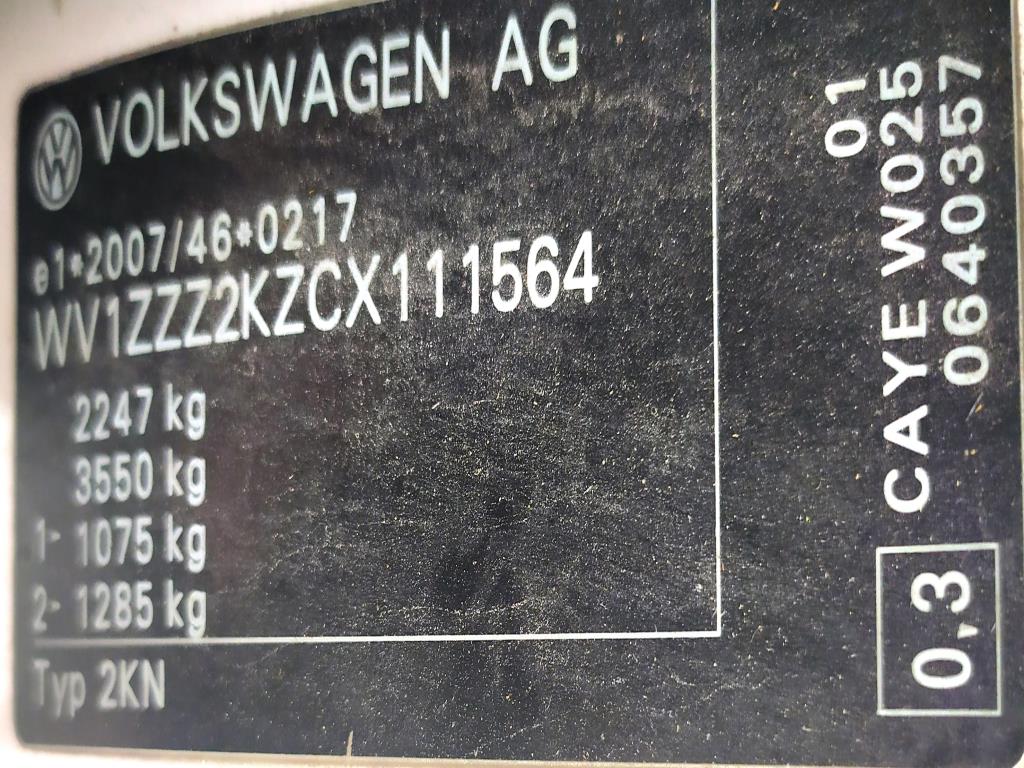 VOLKSWAGEN AG
e1*2007/46*0217
WV1ZZZ2KZCX111564
2247 kg
3550 kg
1- 1075 kg
2- 1285 kg
Typ 2KN
01
CAYE W025
0640357
0,3